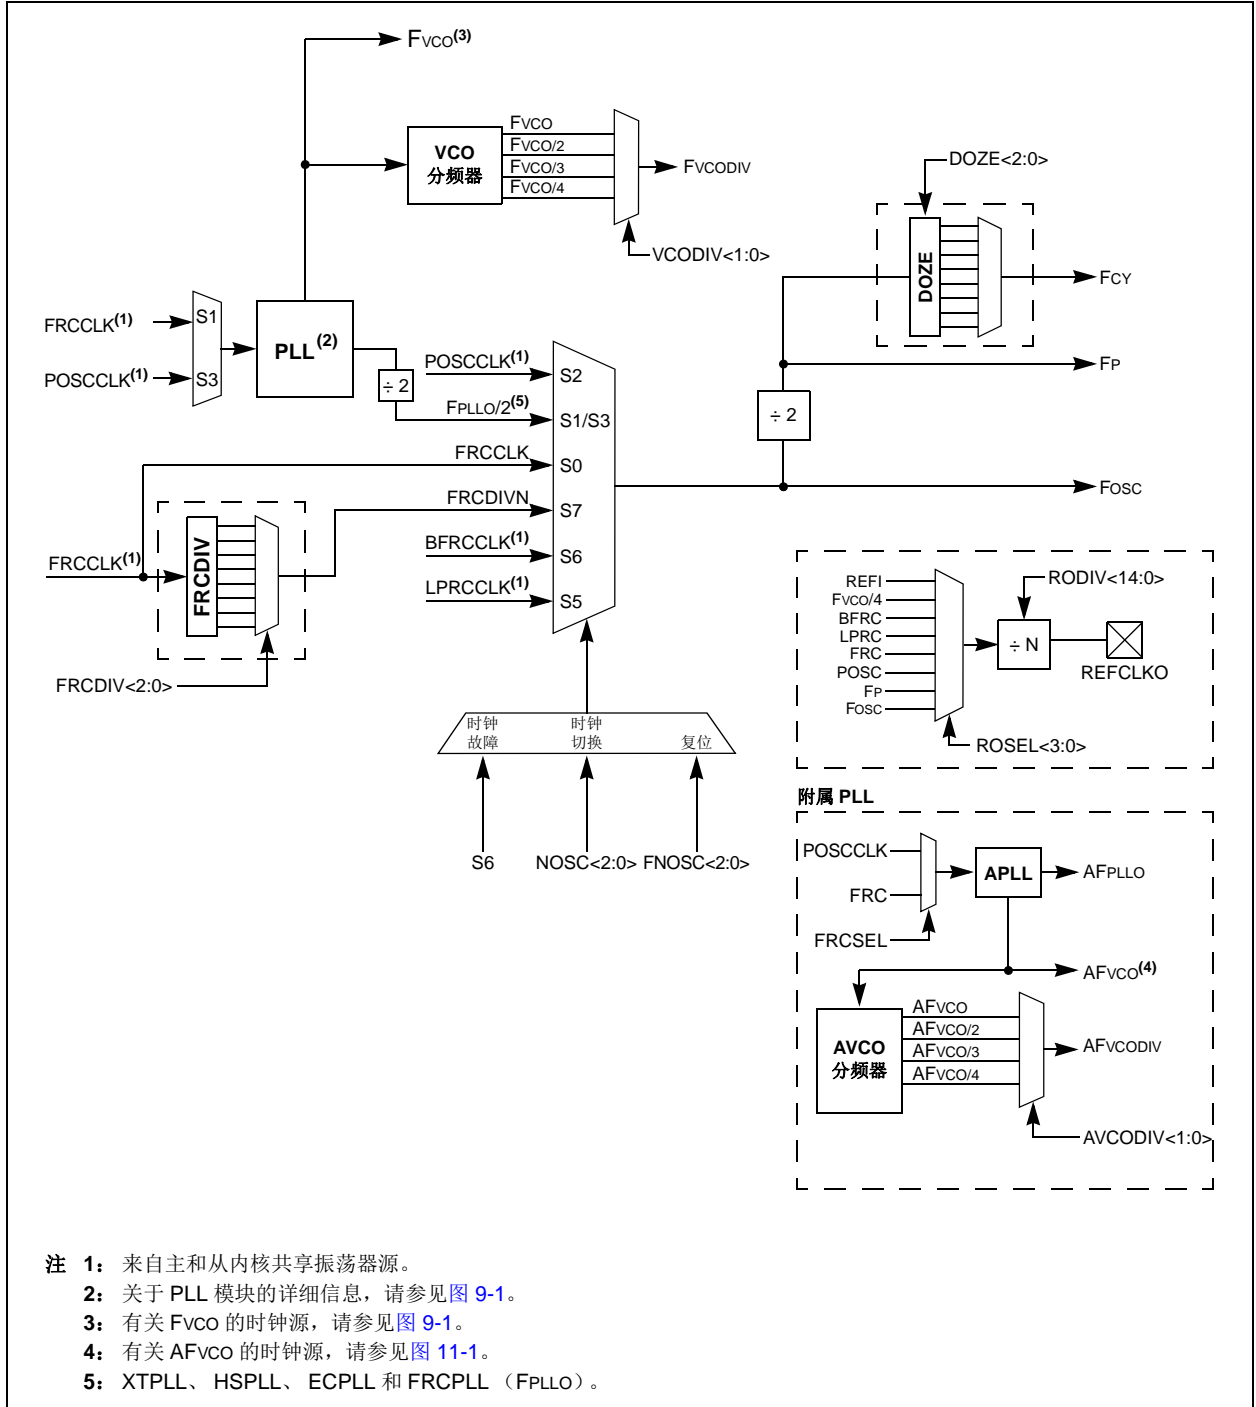 FVCO(3)
VCO
分频器
FVCO
FVCO/2
FVCO/3
FVCO/4
FVCODIV
VCODIV<1:0>
DOZE<2:0>
DOZE
FCY
FP
÷ 2
FOSC
FRCCLK(1)
POSCCLK(1)
S1
S3
PLL(2)
÷ 2
POSCCLK(1)
S2
FPLLO/2(5)
S1/S3
FRCCLK
S0
FRCDIVN
S7
BFRCCLK(1)
S6
LPRCCLK(1)
S5
FRCCLK(1)
FRCDIV
FRCDIV<2:0>
时钟
故障
时钟
切换
复位
S6
NOSC<2:0>
FNOSC<2:0>
REFI
FVCO/4
BFRC
LPRC
FRC
POSC
FP
FOSC
RODIV<14:0>
÷ N
REFCLKO
ROSEL<3:0>
附属 PLL
POSCCLK
FRC
FRCSEL
APLL
AFPLLO
AFVCO(4)
AVCO
分频器
AFVCO
AFVCO/2
AFVCO/3
AFVCO/4
AFVCODIV
AVCODIV<1:0>
注 1： 来自主和从内核共享振荡器源。
2： 关于 PLL 模块的详细信息，请参见图 9-1。
3： 有关 FVCO 的时钟源，请参见图 9-1。
4： 有关 AFVCO 的时钟源，请参见图 11-1。
5： XTPLL、 HSPLL、 ECPLL 和 FRCPLL （FPLLO）。